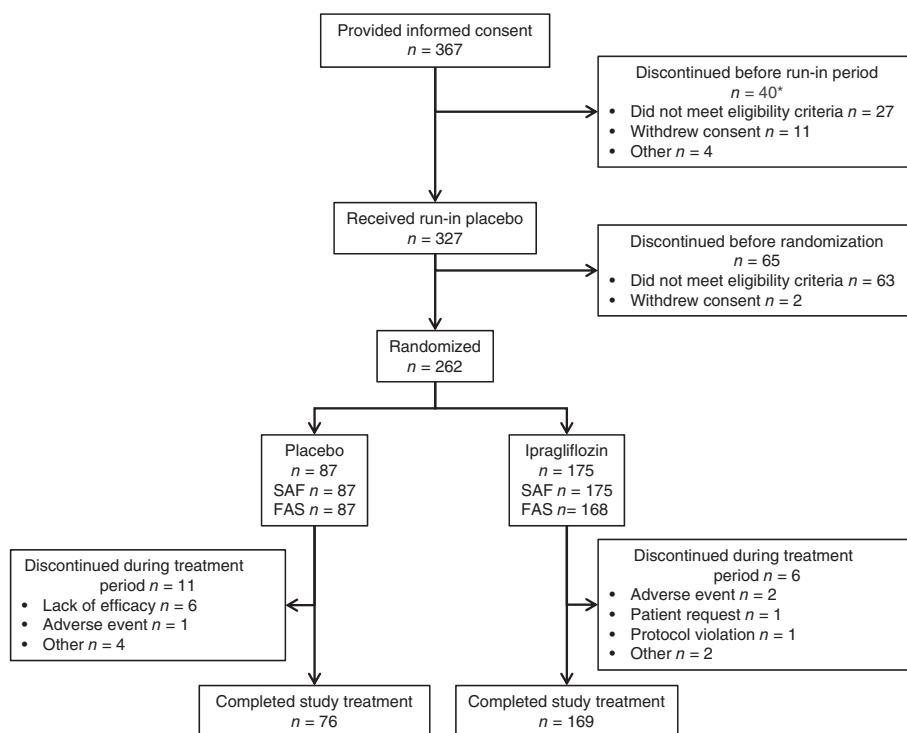 Provided informed consent
n = 367
Discontinued before run-in period
n = 40*
• Did not meet eligibility criteria n = 27
• Withdrew consent n = 11
• Other n = 4
Received run-in placebo
n = 327
Discontinued before randomization
n = 65
• Did not meet eligibility criteria n = 63
• Withdrew consent n = 2
Randomized
n = 262
Placebo
n = 87
SAF n = 87
FAS n = 87
Ipragliflozin
n = 175
SAF n = 175
FAS n= 168
Discontinued during treatment
period n = 11
• Lack of efficacy n = 6
• Adverse event n = 1
• Other n = 4
Discontinued during treatment
period n = 6
• Adverse event n = 2
• Patient request n = 1
• Protocol violation n = 1
• Other n = 2
Completed study treatment
n = 76
Completed study treatment
n = 169